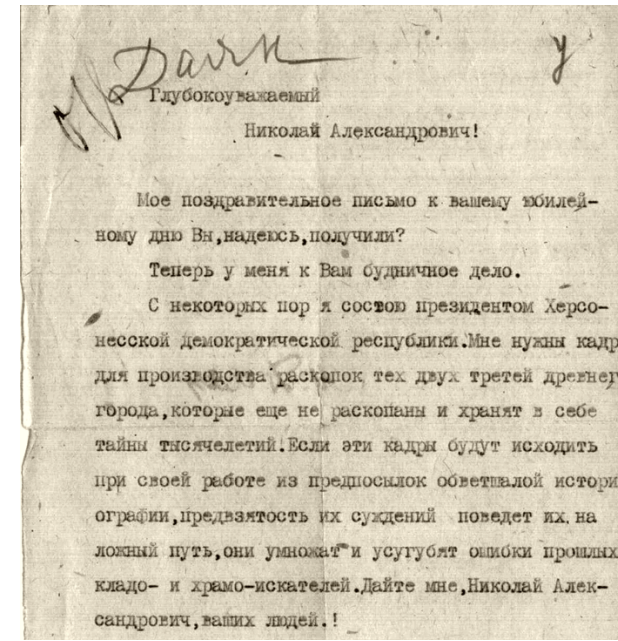 Даян
у
Глубокоуважаемый
Николай Александрович!
Мое поздравительное письмо к вашему юбилей-
ному дню Вы,надеюсь,получили?
Теперь у меня к Вам будничное дело.
С некоторых пор я состою президентом Херсо-
несской демократической республики.Мне нужны кадр
для производства раскопок тех двух третей древнег
города,которые еще не раскопаны и хранят в себе
тайны тысячелетий.Если эти кадры будут исходить
при своей работе из предпосылок обветшалой истори
ографии,предвзятость их суждений поведет их.на
ложный путь,они умножат и усугубят ошибки прошлых
кладо- и храмо-искателей.Дайте мне,Николай Алек-
сандрович,ваших людей.!